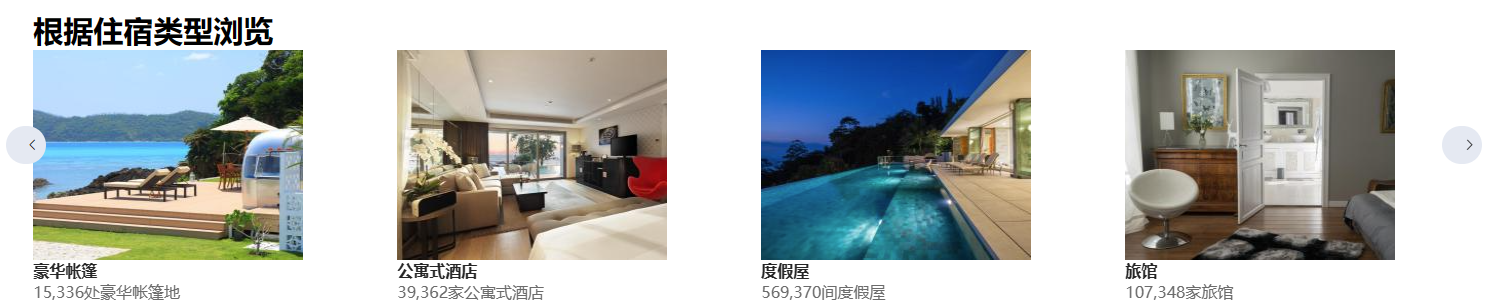 根据住宿类型浏览
豪华帐篷
15,336处豪华帐篷地
公寓式酒店
39,362家公寓式酒店
度假屋
569,370间度假屋
旅馆
107,348家旅馆